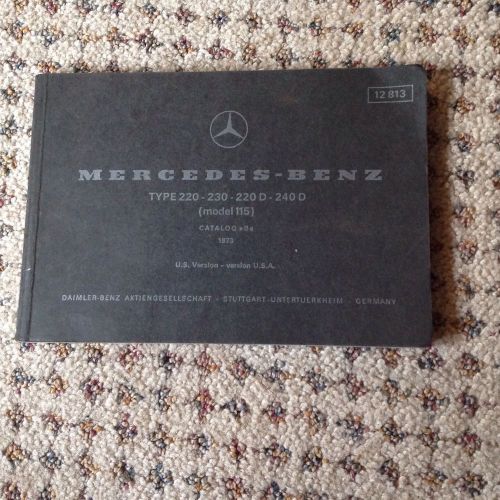 12 813
MERCEDES-BENZ
TYPE 220 - 230 - 220 D - 240 D
(model 115)
CATALOG
1973
U.S. Version - version U.S.A.
DAIMLER-BENZ AKTIENGESELLSCHAFT - STUTTGART-UNTERTUERKHEIM - GERMANY